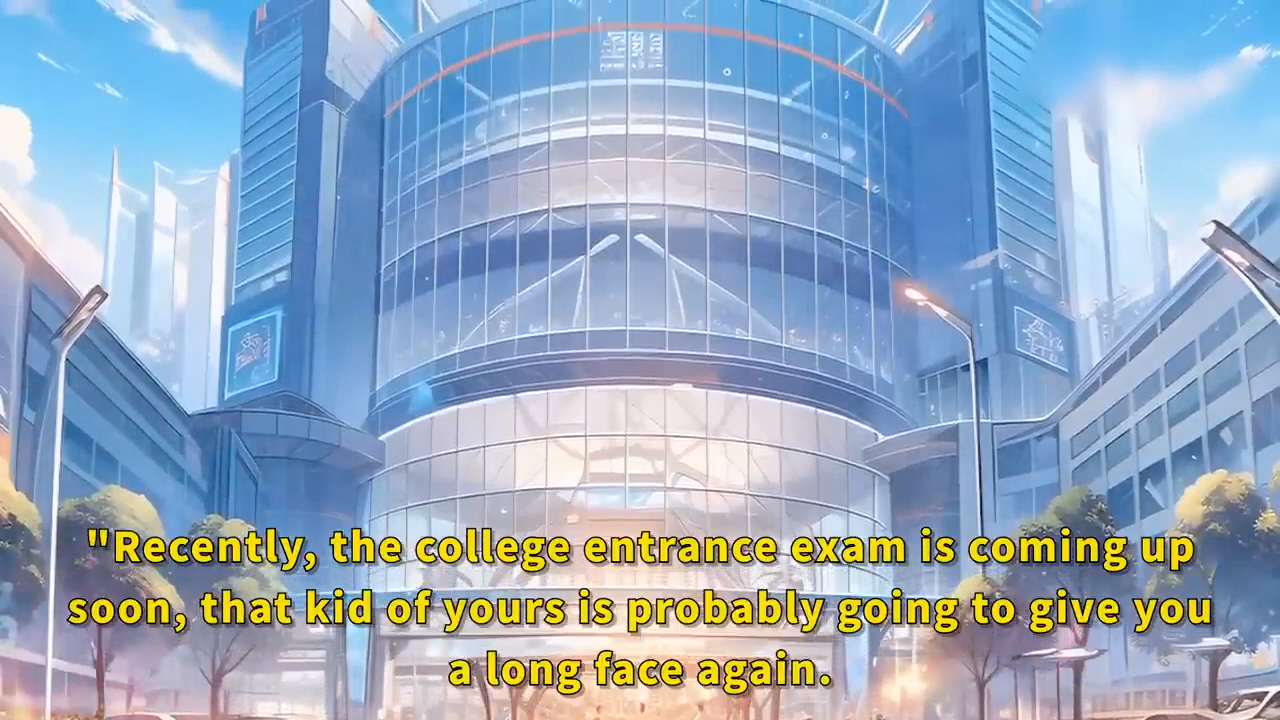 "Recently, the college entrance exam is coming up
soon, that kid of yours is probably going to give you
a long face again.